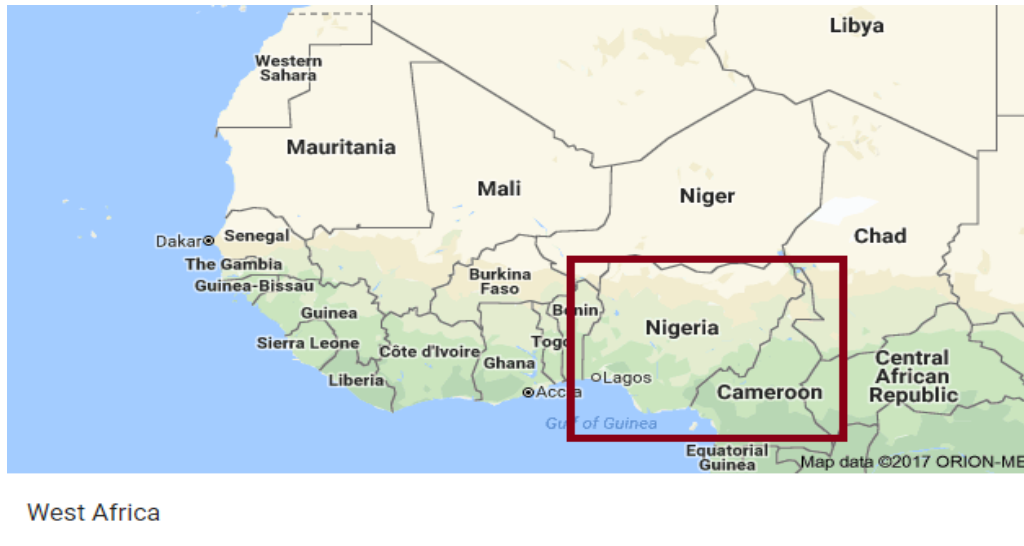 Libya
Western
Sahara
Mauritania
Mali
Niger
Dakar
Senegal
Chad
The Gambia
Burkina
Faso
Guinea-Bissau
Guinea
Benin
Nigeria
Sierra Leone
Côte d'Ivoire
Togo
Ghana
Central
African
Republic
Liberia
Lagos
Accra
Cameroon
Gulf of Guinea
Equatorial
Guinea
Map data ©2017 ORION-ME
West Africa